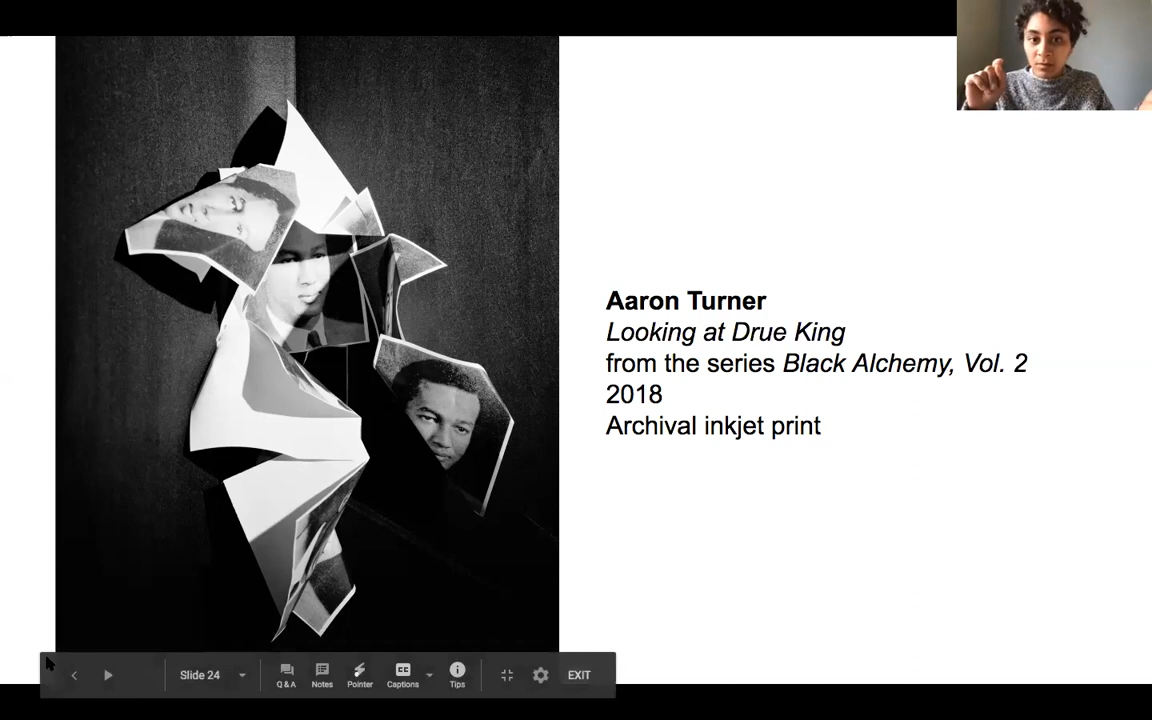 Aaron Turner
Looking at Drue King
from the series Black Alchemy, Vol. 2
2018
Archival inkjet print
Slide 24
Q & A
Notes
Pointer
CC
Captions
Tips
EXIT